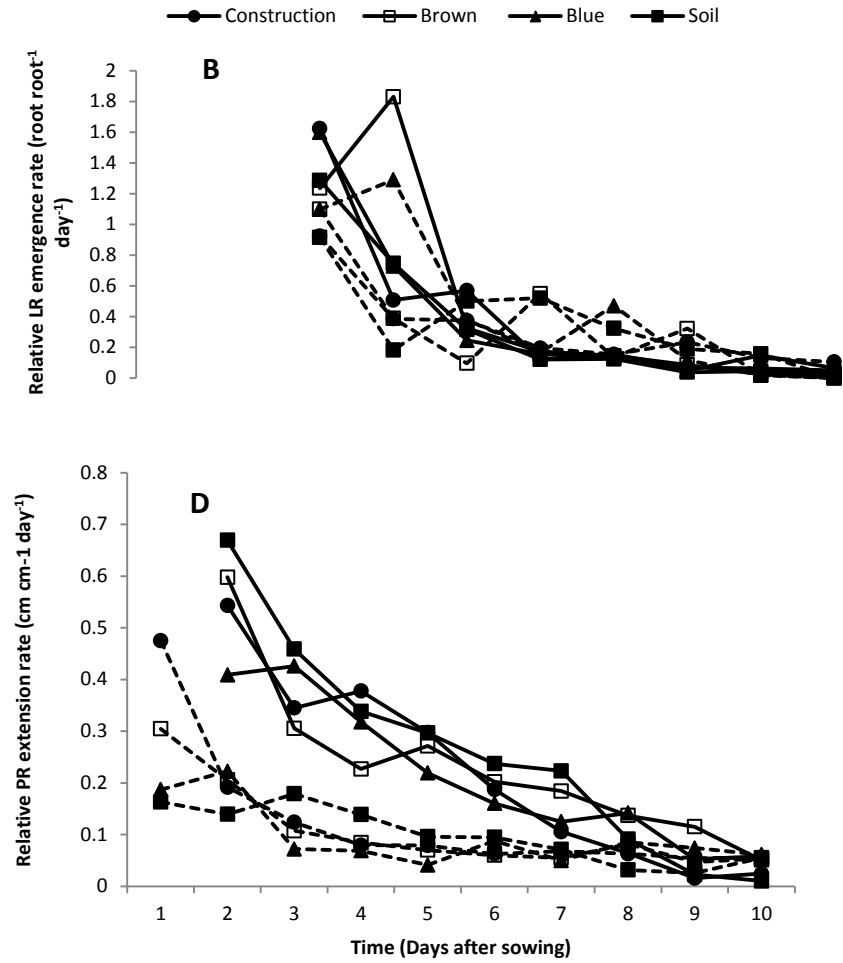 Construction Brown Blue Soil
B
Relative LR emergence rate (root root-1
day-1)
2
1.8
1.6
1.4
1.2
1
0.8
0.6
0.4
0.2
0
D
Relative PR extension rate (cm cm-1 day-1)
0.8
0.7
0.6
0.5
0.4
0.3
0.2
0.1
0
1 2 3 4 5 6 7 8 9 10
Time (Days after sowing)